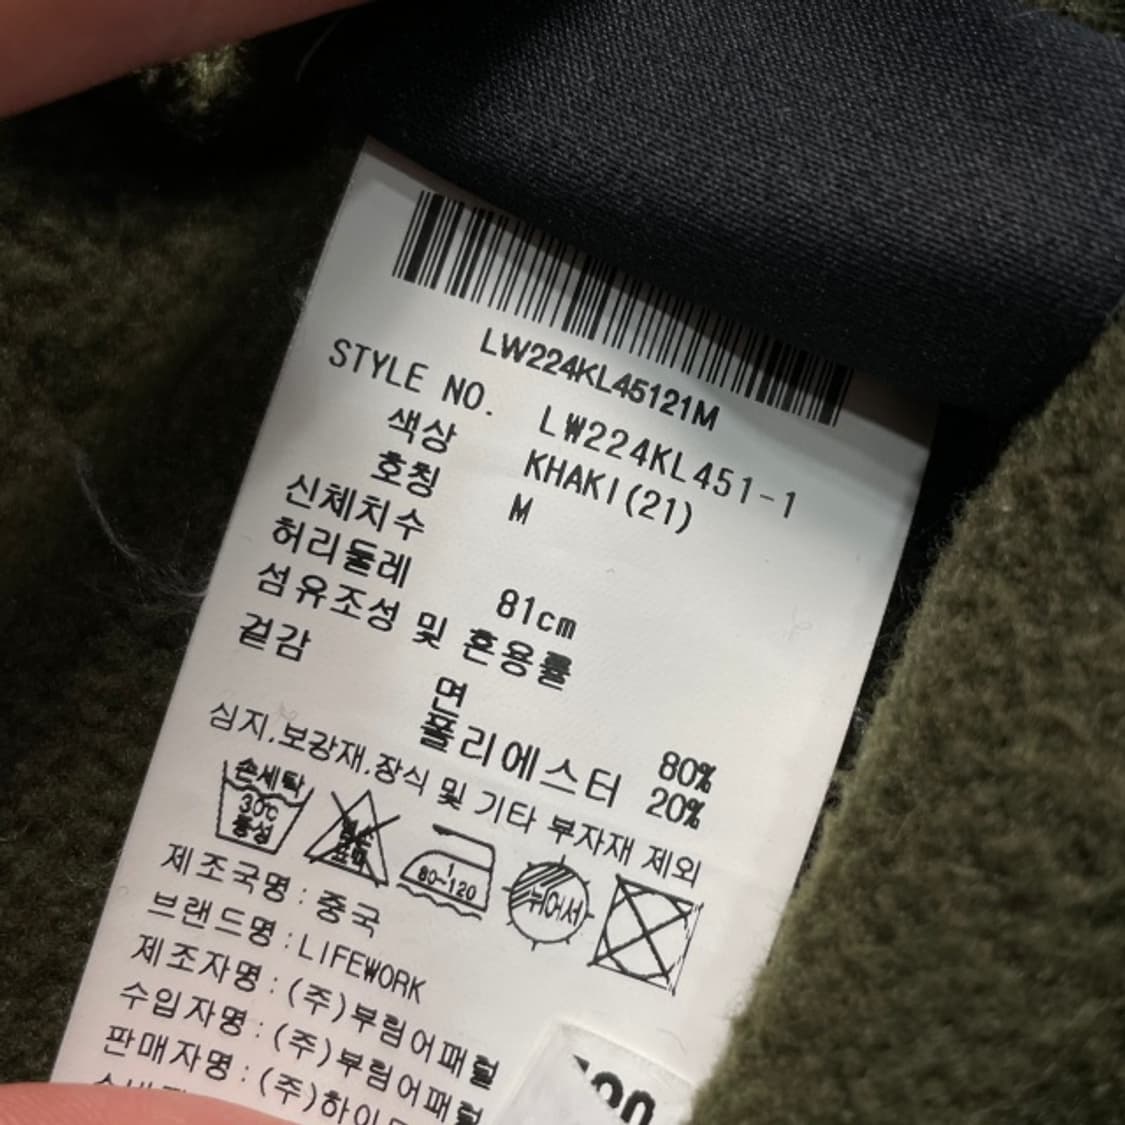 LW224KL45121M
STYLE NO. LW224KL451-1
색상 KHAKI(21)
호칭 M
신체치수
허리둘레 81cm
섬유조성 및 혼용률
겉감
면 80%
폴리에스터 20%
심지,보강재,장식 및 기타 부자재 제외
손세탁
30℃
중성
80-120
뉘어서
제조국명 : 중국
브랜드명 : LIFEWORK
제조자명 : (주)부림어패럴
수입자명 : (주)부림어패럴
판매자명 : (주)하이